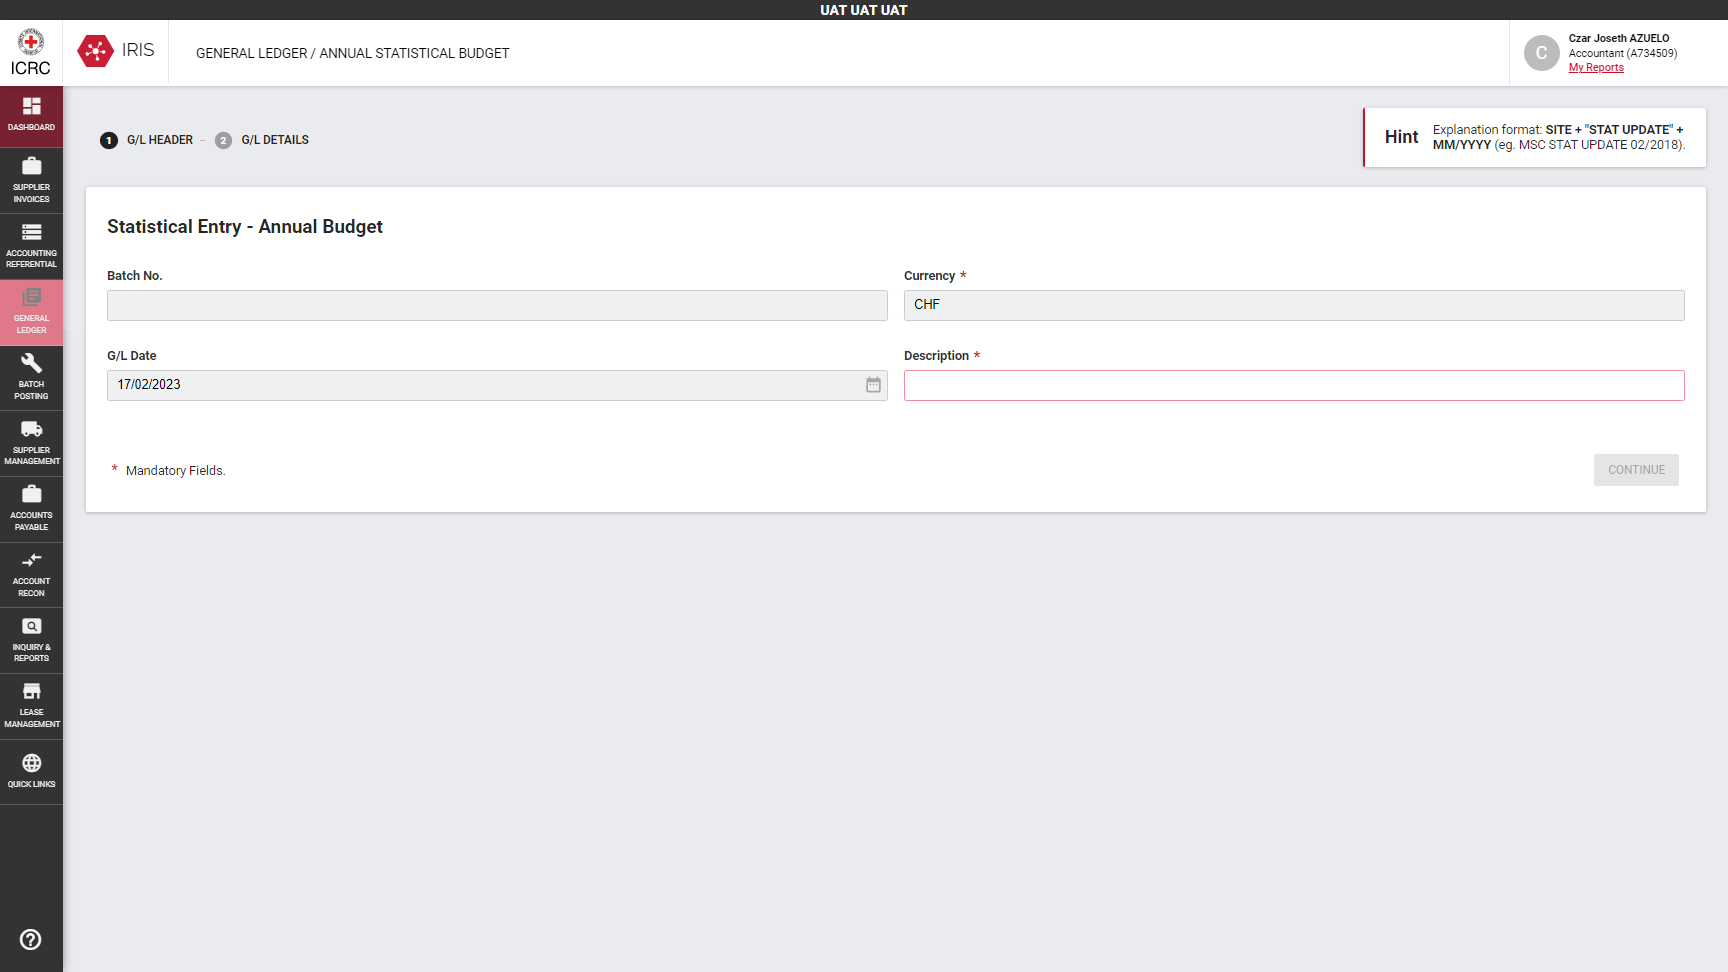 UAT UAT UAT
ICRC
IRIS
GENERAL LEDGER / ANNUAL STATISTICAL BUDGET
C
Czar Joseth AZUELO
Accountant (A734509)
My Reports
DASHBOARD
SUPPLIER
INVOICES
ACCOUNTING
REFERENTIAL
GENERAL
LEDGER
BATCH
POSTING
SUPPLIER
MANAGEMENT
ACCOUNTS
PAYABLE
ACCOUNT
RECON
INQUIRY &
REPORTS
LEASE
MANAGEMENT
QUICK LINKS
1 G/L HEADER – 2 G/L DETAILS
Hint
Explanation format: SITE + "STAT UPDATE" +
MM/YYYY (eg. MSC STAT UPDATE 02/2018).
Statistical Entry - Annual Budget
Batch No.
Currency *
CHF
G/L Date
17/02/2023
Description *
* Mandatory Fields.
CONTINUE